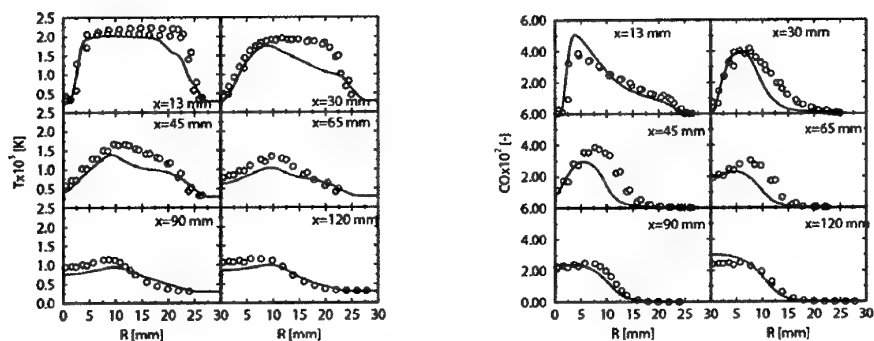 2.5
2.0
1.5
1.0
0.5
2.5
2.0
1.5
1.0
0.5
2.5
2.0
1.5
1.0
0.5
0.0
Tx10³ [K]
x=13 mm
x=30 mm
x=45 mm
x=65 mm
x=90 mm
x=120 mm
0 5 10 15 20 25 30 5 10 15 20 25 30
R [mm] R [mm]
6.00
4.00
2.00
6.00
4.00
2.00
6.00
4.00
2.00
0.00
COx10² [-]
x=13 mm
x=30 mm
x=45 mm
x=65 mm
x=90 mm
x=120 mm
0 5 10 15 20 25 30 5 10 15 20 25 30
R [mm] R [mm]